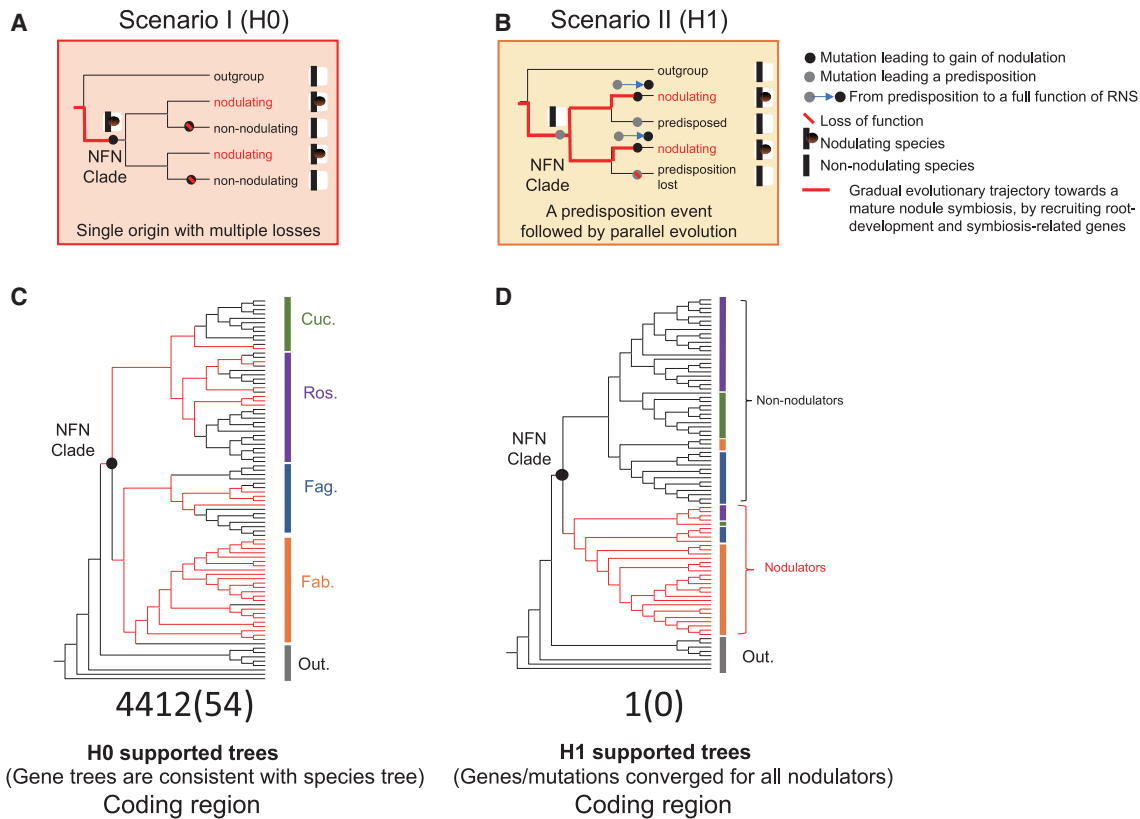 A
Scenario I (H0)
outgroup
nodulating
non-nodulating
nodulating
non-nodulating
NFN
Clade
Single origin with multiple losses
B
Scenario II (H1)
outgroup
nodulating
predisposed
nodulating
predisposition
lost
NFN
Clade
A predisposition event
followed by parallel evolution
Mutation leading to gain of nodulation
Mutation leading a predisposition
From predisposition to a full function of RNS
Loss of function
Nodulating species
Non-nodulating species
Gradual evolutionary trajectory towards a
mature nodule symbiosis, by recruiting root-
development and symbiosis-related genes
C
Cuc.
Ros.
NFN
Clade
Fag.
Fab.
Out.
4412(54)
H0 supported trees
(Gene trees are consistent with species tree)
Coding region
D
Non-nodulators
NFN
Clade
Nodulators
Out.
1(0)
H1 supported trees
(Genes/mutations converged for all nodulators)
Coding region